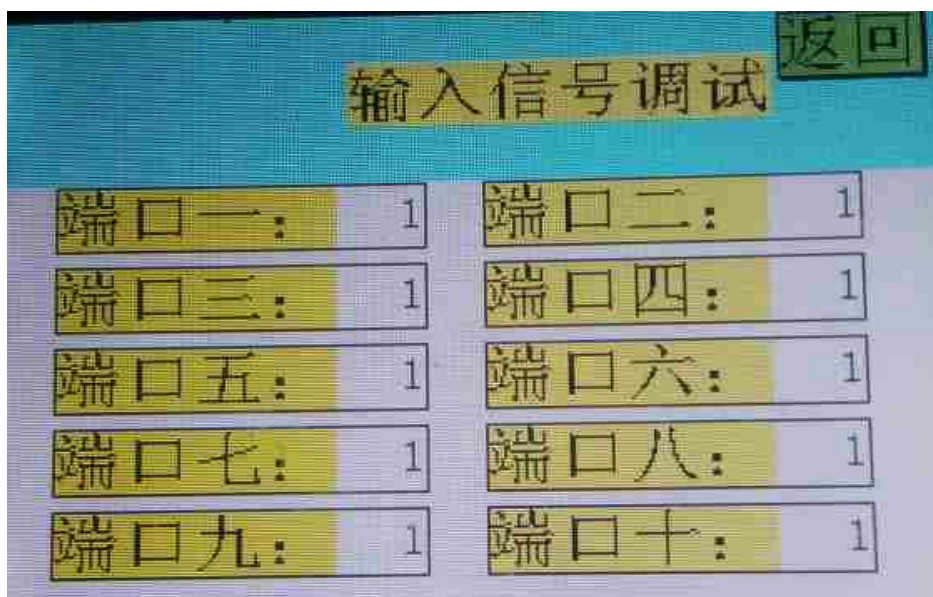 返回
输入信号调试
端口一: 1
端口二: 1
端口三: 1
端口四: 1
端口五: 1
端口六: 1
端口七: 1
端口八: 1
端口九: 1
端口十: 1